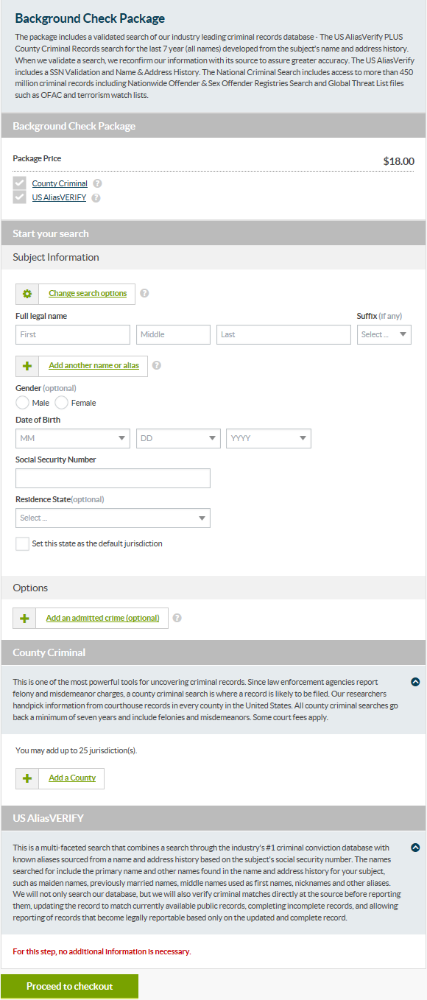 Background Check Package
The package includes a validated search of our industry leading criminal records database - The US AliasVerify PLUS
County Criminal Records search for the last 7 year (all names) developed from the subject's name and address history.
When we validate a search, we reconfirm our information with its source to assure greater accuracy. The US AliasVerify
includes a SSN Validation and Name & Address History. The National Criminal Search includes access to more than 450
million criminal records including Nationwide Offender & Sex Offender Registries Search and Global Threat List files
such as OFAC and terrorism watch lists.
Background Check Package
Package Price $18.00
County Criminal ?
US AliasVERIFY ?
Start your search
Subject Information
Change search options ?
Full legal name Suffix (if any)
First Middle Last Select ...
Add another name or alias ?
Gender (optional)
Male Female
Date of Birth
MM DD YYYY
Social Security Number
Residence State(optional)
Select ...
Set this state as the default jurisdiction
Options
Add an admitted crime (optional) ?
County Criminal
This is one of the most powerful tools for uncovering criminal records. Since law enforcement agencies report
felony and misdemeanor charges, a county criminal search is where a record is likely to be filed. Our researchers
handpick information from courthouse records in every county in the United States. All county criminal searches go
back a minimum of seven years and include felonies and misdemeanors. Some court fees apply.
You may add up to 25 jurisdiction(s).
Add a County
US AliasVERIFY
This is a multi-faceted search that combines a search through the industry's #1 criminal conviction database with
known aliases sourced from a name and address history based on the subject's social security number. The names
searched for include the primary name and other names found in the name and address history for your subject,
such as maiden names, previously married names, middle names used as first names, nicknames and other aliases.
We will not only search our database, but we will also verify criminal matches directly at the source before reporting
them, updating the record to match currently available public records, completing incomplete records, and allowing
reporting of records that become legally reportable based only on the updated and complete record.
For this step, no additional information is necessary.
Proceed to checkout